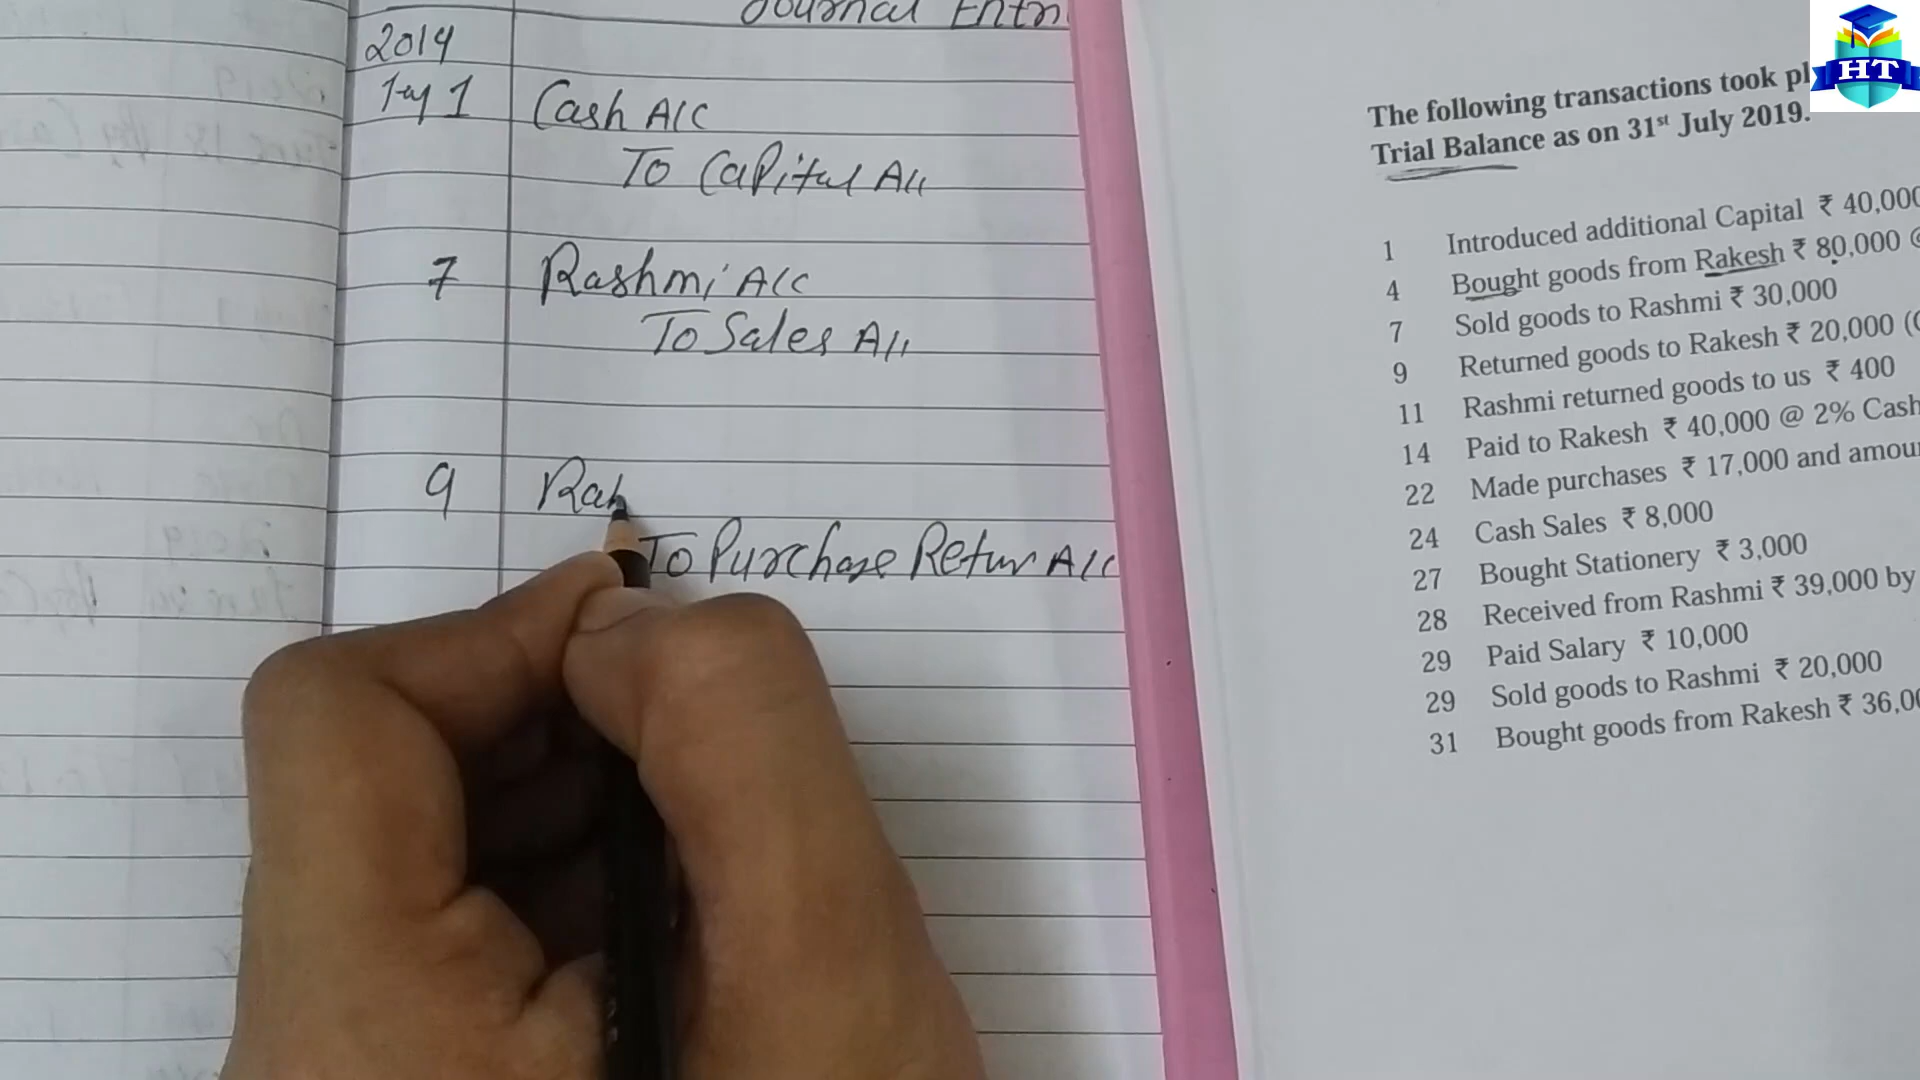 Journal Entri
2019
1
Cash A/C
To Capital A/c
7
Rashmi A/C
To Sales A/c
9
Rak
To Purchase Return A/C
HT
The following transactions took pl
Trial Balance as on 31st July 2019.
1 Introduced additional Capital ₹ 40,000
4 Bought goods from Rakesh ₹ 80,000 @
7 Sold goods to Rashmi ₹ 30,000
9 Returned goods to Rakesh ₹ 20,000 (
11 Rashmi returned goods to us ₹ 400
14 Paid to Rakesh ₹ 40,000 @ 2% Cash
22 Made purchases ₹ 17,000 and amou
24 Cash Sales ₹ 8,000
27 Bought Stationery ₹ 3,000
28 Received from Rashmi ₹ 39,000 by
29 Paid Salary ₹ 10,000
29 Sold goods to Rashmi ₹ 20,000
31 Bought goods from Rakesh ₹ 36,00